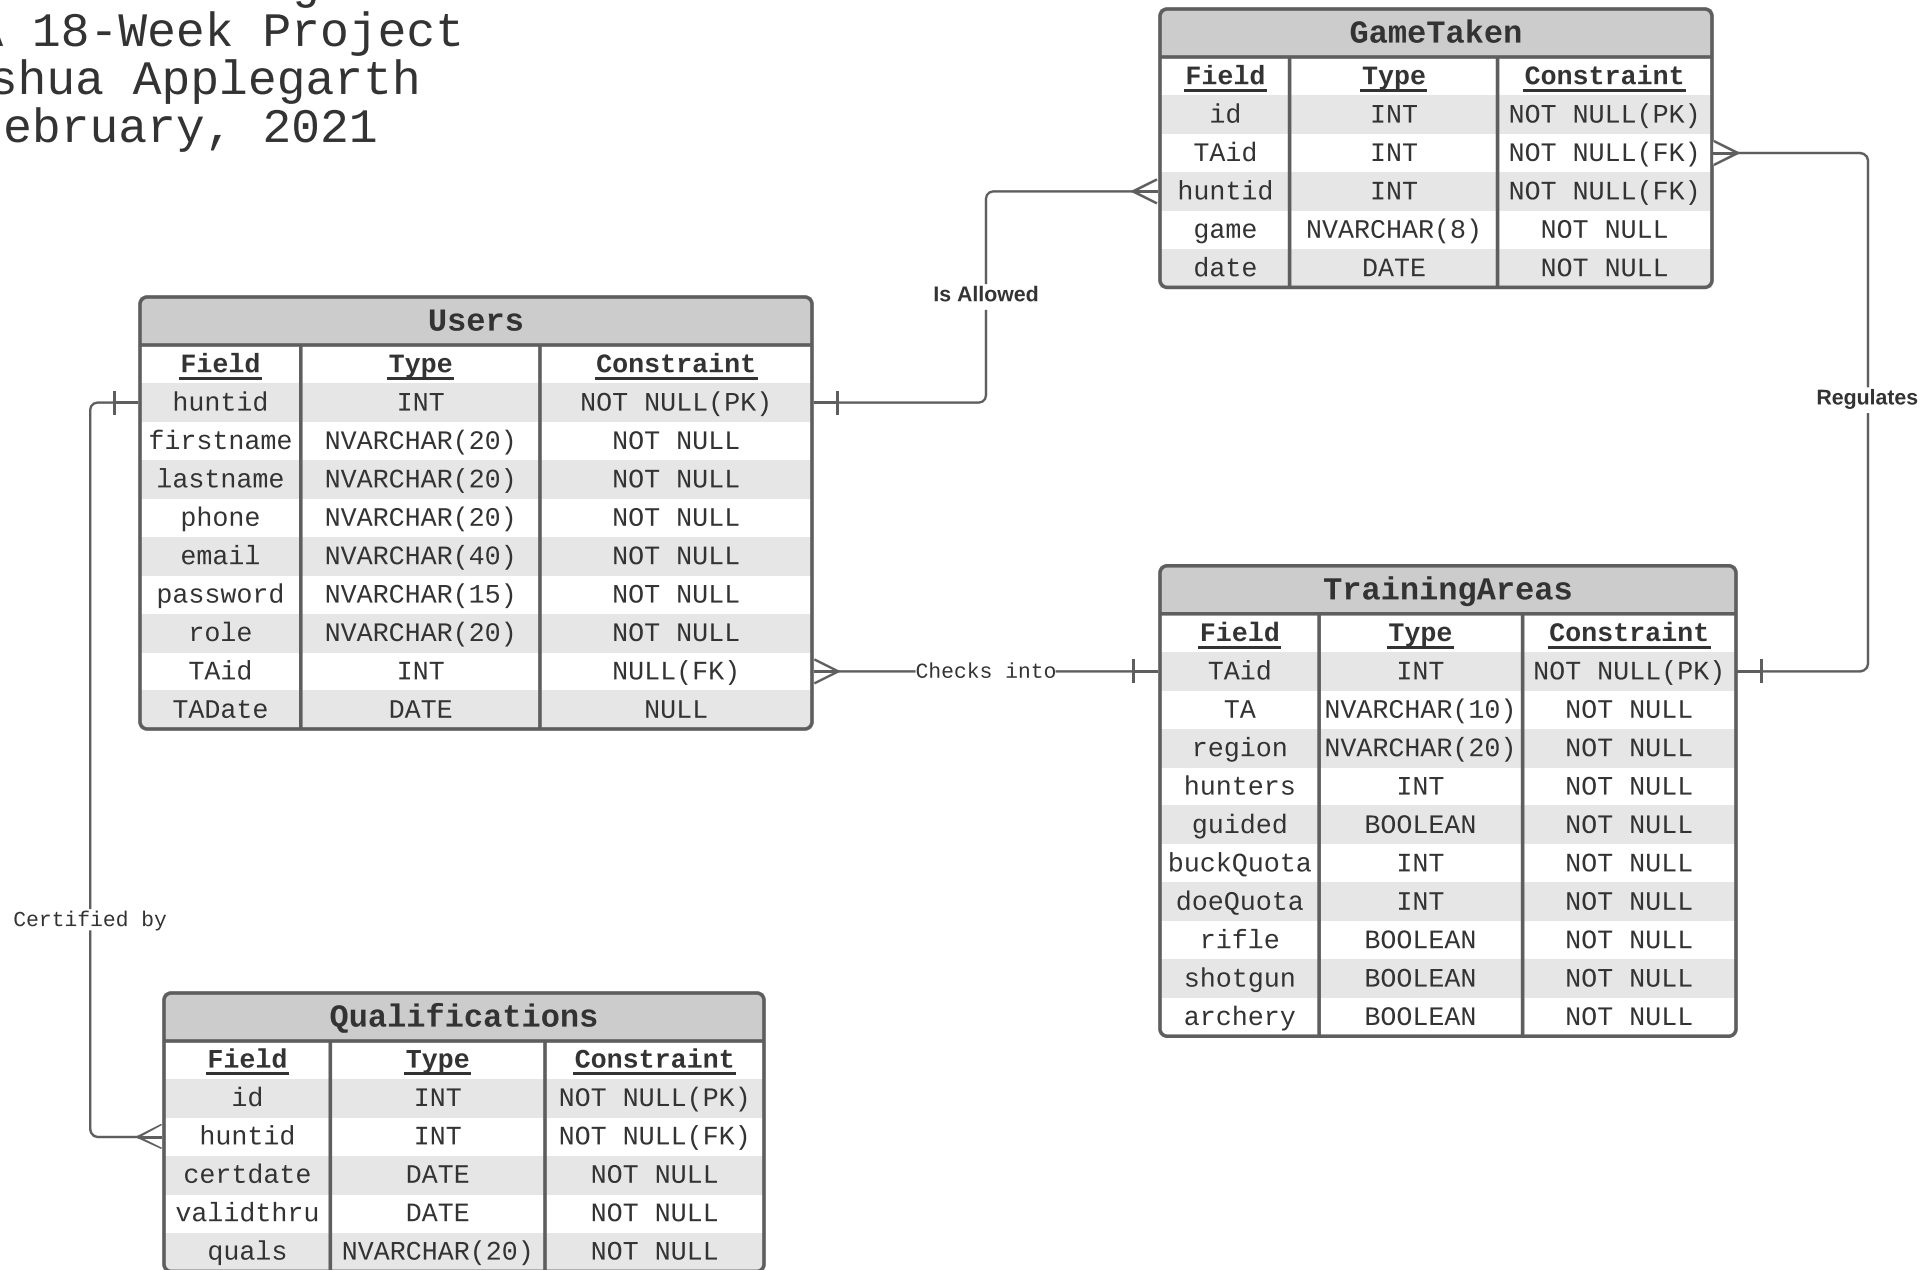 18-Week Project
Applegarth
2021
GameTaken
Field Type Constraint
id INT NOT NULL(PK)
TAid INT NOT NULL(FK)
huntid INT NOT NULL(FK)
game NVARCHAR(8) NOT NULL
date DATE NOT NULL
Is Allowed
Regulates
Users
Field Type Constraint
huntid INT NOT NULL(PK)
firstname NVARCHAR(20) NOT NULL
lastname NVARCHAR(20) NOT NULL
phone NVARCHAR(20) NOT NULL
email NVARCHAR(40) NOT NULL
password NVARCHAR(15) NOT NULL
role NVARCHAR(20) NOT NULL
TAid INT NULL(FK)
TADate DATE NULL
Checks into
TrainingAreas
Field Type Constraint
TAid INT NOT NULL(PK)
TA NVARCHAR(10) NOT NULL
region NVARCHAR(20) NOT NULL
hunters INT NOT NULL
guided BOOLEAN NOT NULL
buckQuota INT NOT NULL
doeQuota INT NOT NULL
rifle BOOLEAN NOT NULL
shotgun BOOLEAN NOT NULL
archery BOOLEAN NOT NULL
Certified by
Qualifications
Field Type Constraint
id INT NOT NULL(PK)
huntid INT NOT NULL(FK)
certdate DATE NOT NULL
validthru DATE NOT NULL
quals NVARCHAR(20) NOT NULL